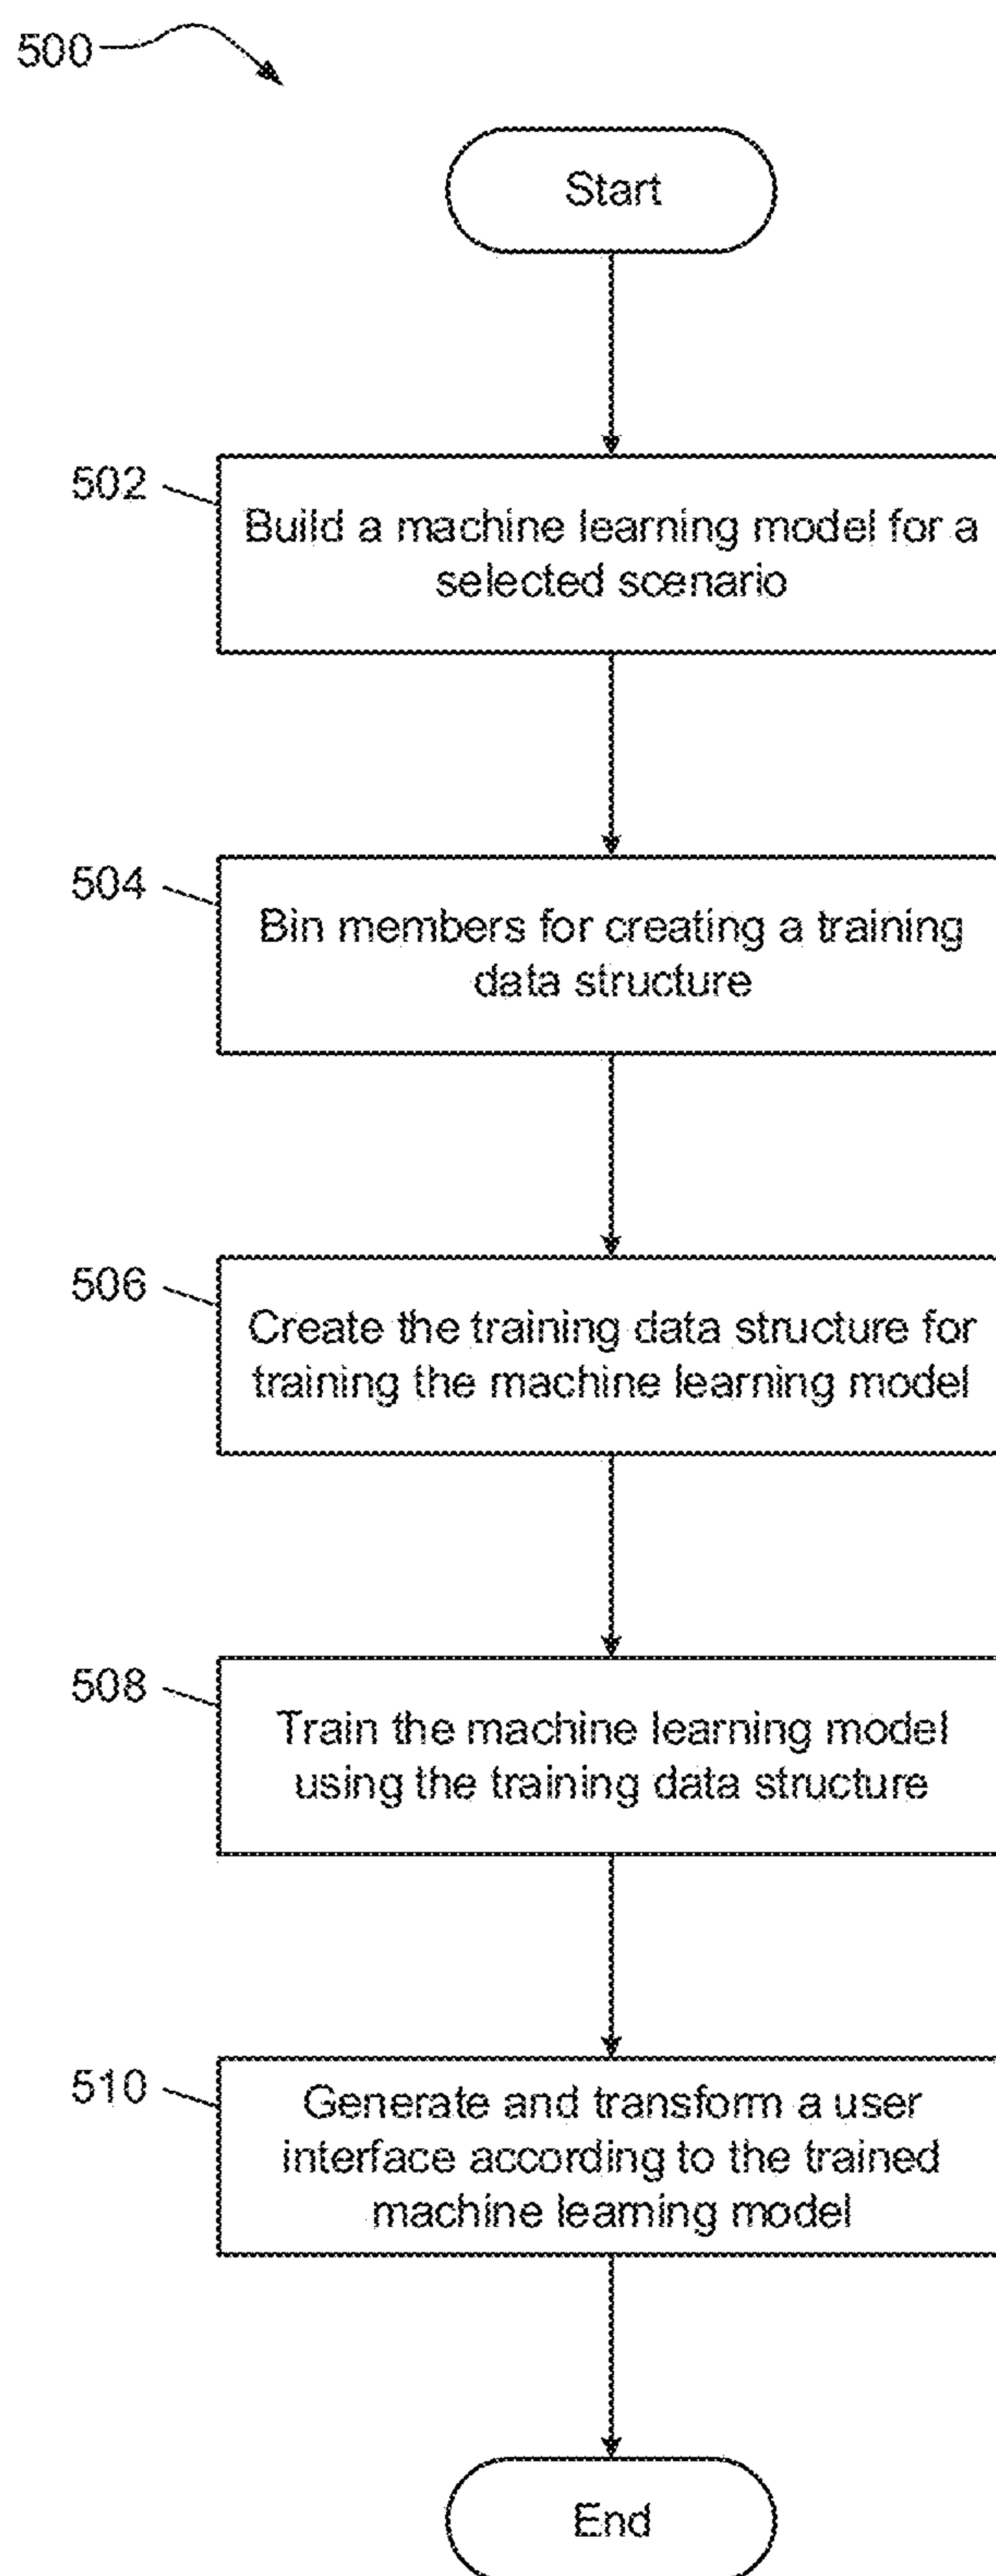 500
Start
502
Build a machine learning model for a
selected scenario
504
Bin members for creating a training
data structure
506
Create the training data structure for
training the machine learning model
508
Train the machine learning model
using the training data structure
510
Generate and transform a user
interface according to the trained
machine learning model
End